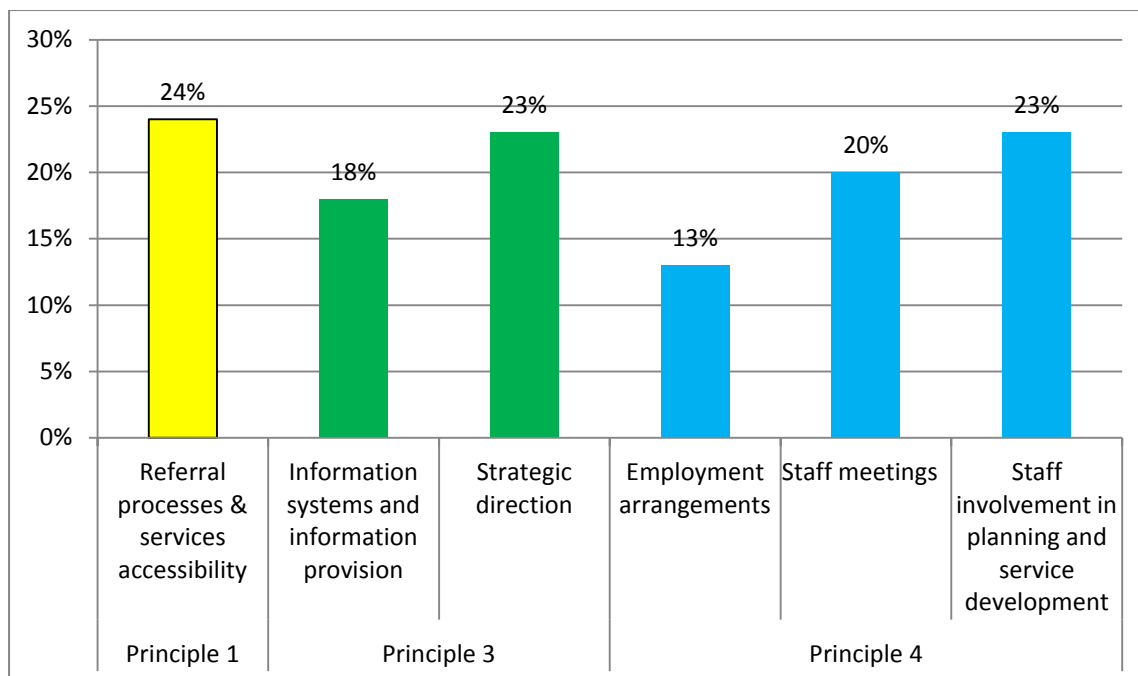 30%
25%
20%
15%
10%
5%
0%
24%
18%
23%
13%
20%
23%
Referral
processes &
services
accessibility
Information
systems and
information
provision
Strategic
direction
Employment
arrangements
Staff meetings
Staff
involvement in
planning and
service
development
Principle 1
Principle 3
Principle 4